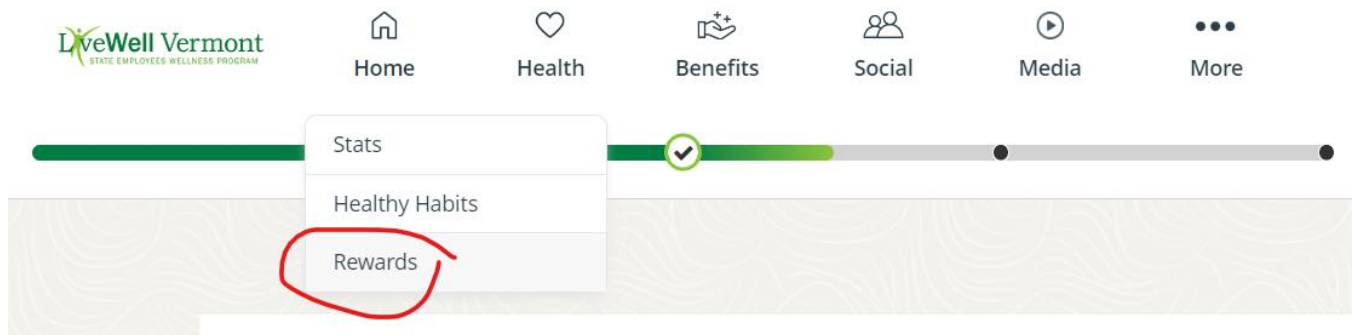 LiveWell Vermont
STATE EMPLOYEES WELLNESS PROGRAM
Home
Health
Benefits
Social
Media
More
Stats
Healthy Habits
Rewards